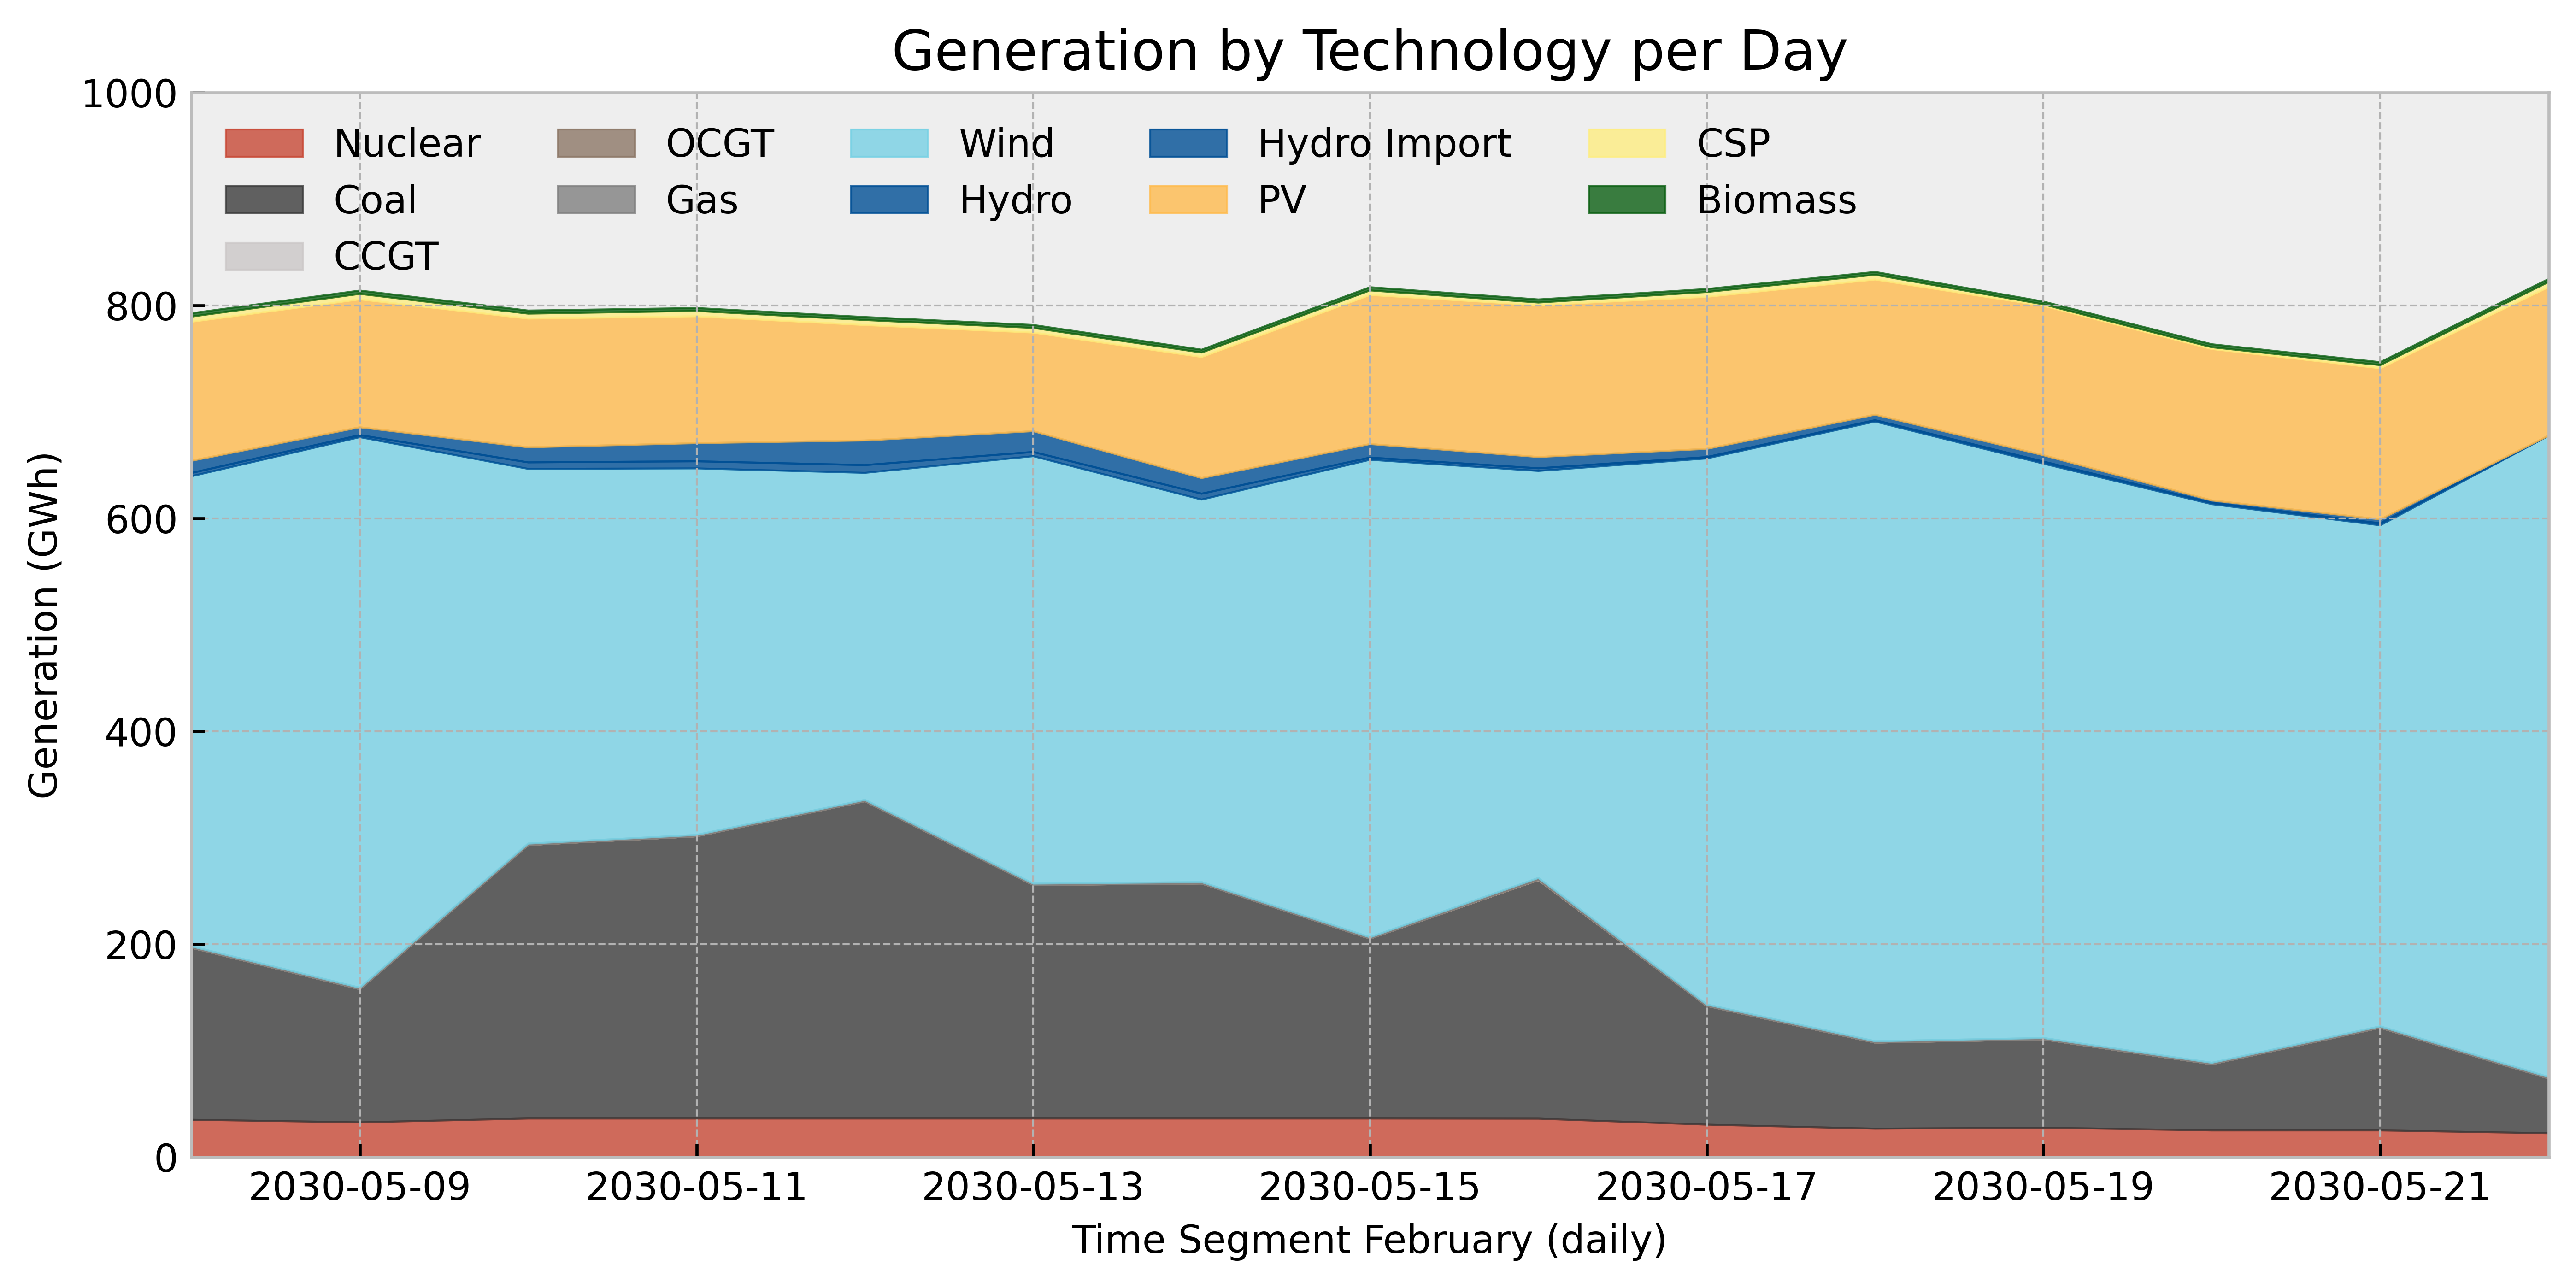 Generation by Technology per Day
1000
800
600
400
200
0
Generation (GWh)
Nuclear
Coal
CCGT
OCGT
Gas
Wind
Hydro
Hydro Import
PV
CSP
Biomass
2030-05-09 2030-05-11 2030-05-13 2030-05-15 2030-05-17 2030-05-19 2030-05-21
Time Segment February (daily)